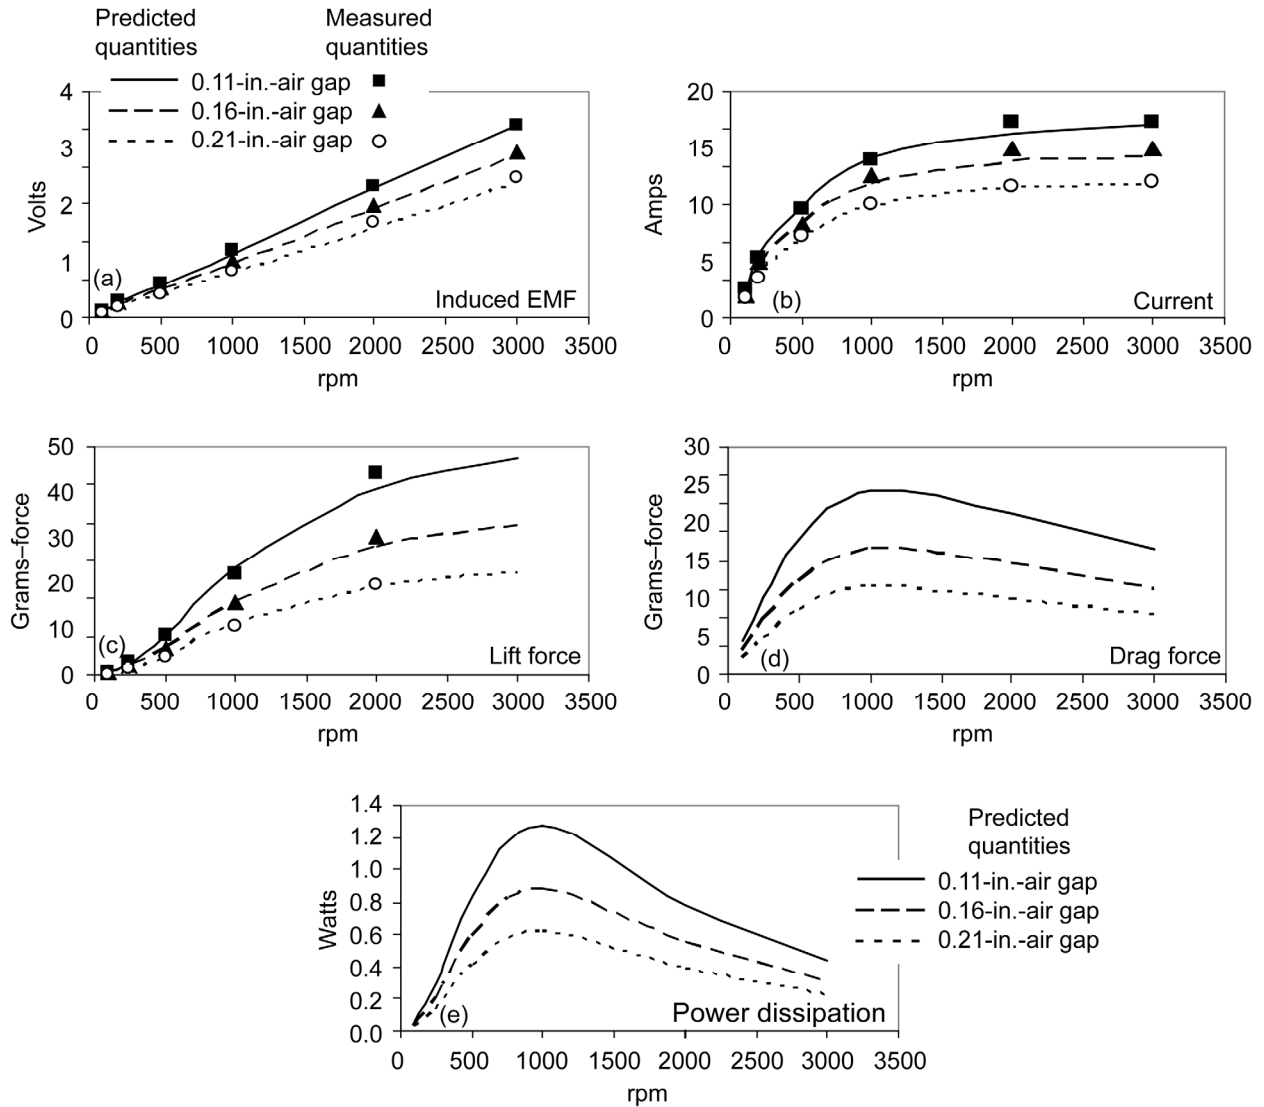 Predicted quantities
Measured quantities
0.11-in.-air gap
0.16-in.-air gap
0.21-in.-air gap
4
3
2
1
0
Volts
(a)
Induced EMF
0 500 1000 1500 2000 2500 3000 3500
rpm
20
15
10
5
0
Amps
(b)
Current
0 500 1000 1500 2000 2500 3000 3500
rpm
50
40
30
20
10
0
Grams–force
(c)
Lift force
0 500 1000 1500 2000 2500 3000 3500
rpm
30
25
20
15
10
5
0
Grams–force
(d)
Drag force
0 500 1000 1500 2000 2500 3000 3500
rpm
1.4
1.2
1.0
0.8
0.6
0.4
0.2
0.0
Watts
(e)
Power dissipation
0 500 1000 1500 2000 2500 3000 3500
rpm
Predicted
quantities
0.11-in.-air gap
0.16-in.-air gap
0.21-in.-air gap